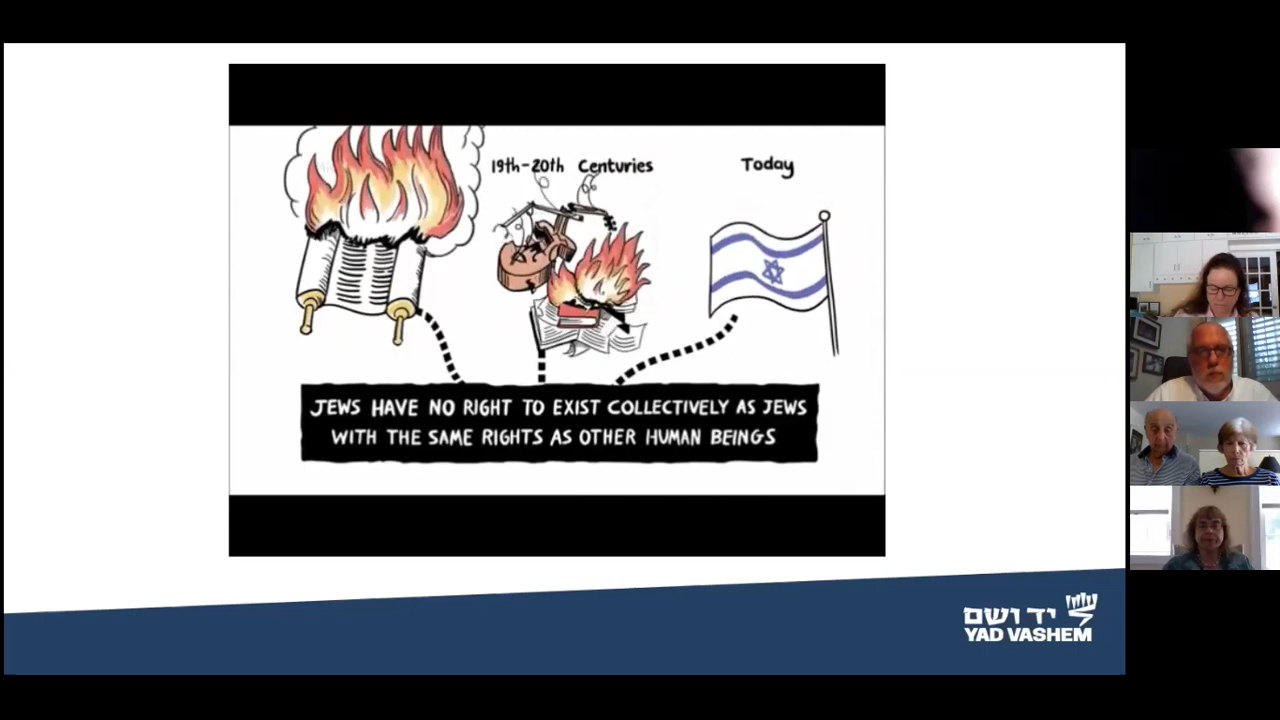 19th-20th Centuries
Today
JEWS HAVE NO RIGHT TO EXIST COLLECTIVELY AS JEWS
WITH THE SAME RIGHTS AS OTHER HUMAN BEINGS
יד ושם
YAD VASHEM